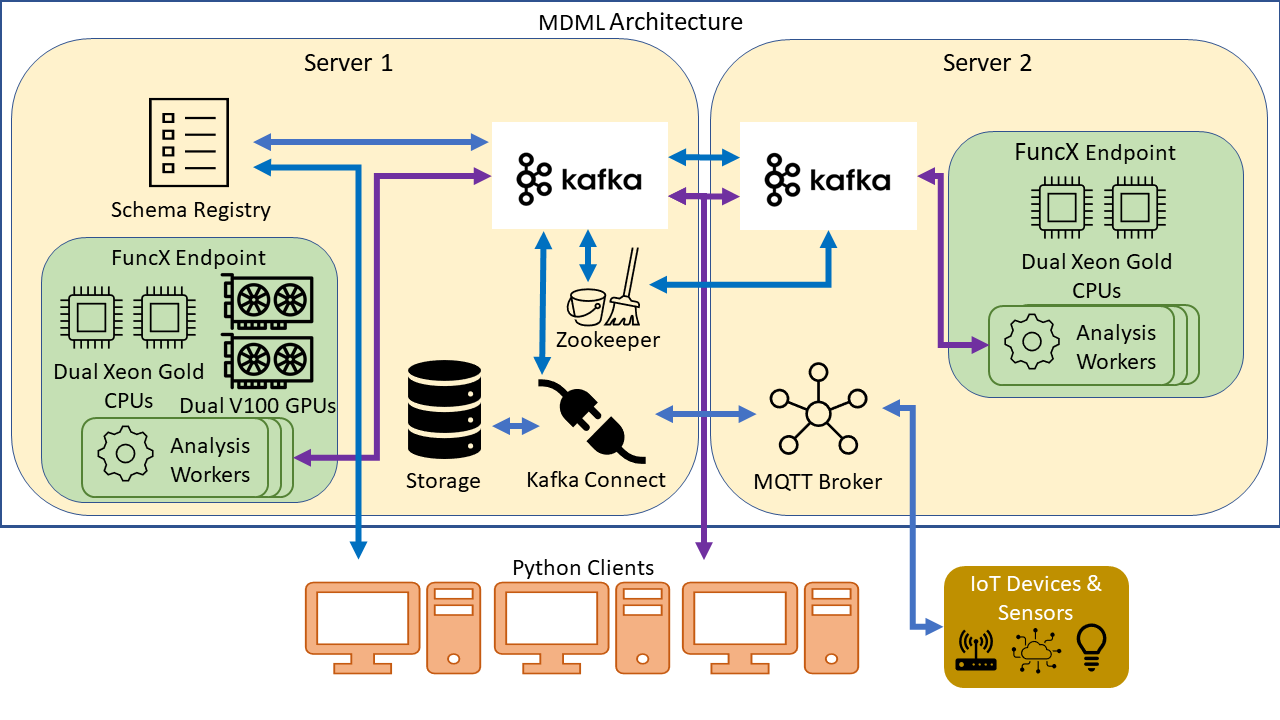 MDML Architecture
Server 1
Server 2
Schema Registry
kafka
kafka
FuncX Endpoint
Dual Xeon Gold
CPUs
Analysis
Workers
FuncX Endpoint
Dual Xeon Gold
CPUs
Dual V100 GPUs
Analysis
Workers
Zookeeper
Storage
Kafka Connect
MQTT Broker
Python Clients
IoT Devices &
Sensors